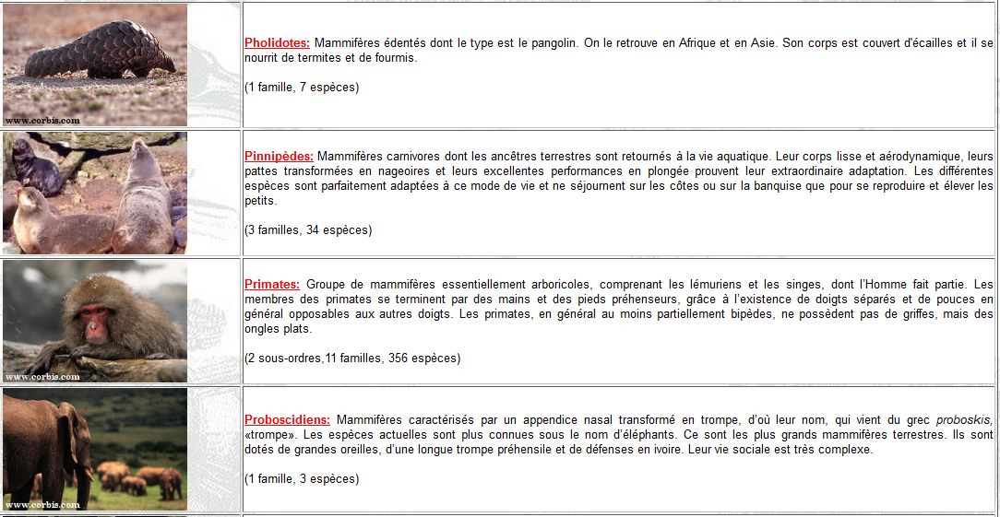 Pholidotes: Mammifères édentés dont le type est le pangolin. On le retrouve en Afrique et en Asie. Son corps est couvert d'écailles et il se
nourrit de termites et de fourmis.
(1 famille, 7 espèces)
www.corbis.com
Pinnipèdes: Mammifères carnivores dont les ancêtres terrestres sont retournés à la vie aquatique. Leur corps lisse et aérodynamique, leurs
pattes transformées en nageoires et leurs excellentes performances en plongée prouvent leur extraordinaire adaptation. Les différentes
espèces sont parfaitement adaptées à ce mode de vie et ne séjournent sur les côtes ou sur la banquise que pour se reproduire et élever les
petits.
(3 familles, 34 espèces)
Primates: Groupe de mammifères essentiellement arboricoles, comprenant les lémuriens et les singes, dont l'Homme fait partie. Les
membres des primates se terminent par des mains et des pieds préhenseurs, grâce à l'existence de doigts séparés et de pouces en
général opposables aux autres doigts. Les primates, en général au moins partiellement bipèdes, ne possèdent pas de griffes, mais des
ongles plats.
(2 sous-ordres,11 familles, 356 espèces)
www.corbis.com
Proboscidiens: Mammifères caractérisés par un appendice nasal transformé en trompe, d'où leur nom, qui vient du grec proboskis,
«trompe». Les espèces actuelles sont plus connues sous le nom d'éléphants. Ce sont les plus grands mammifères terrestres. Ils sont
dotés de grandes oreilles, d'une longue trompe préhensile et de défenses en ivoire. Leur vie sociale est très complexe.
(1 famille, 3 espèces)
www.corbis.com